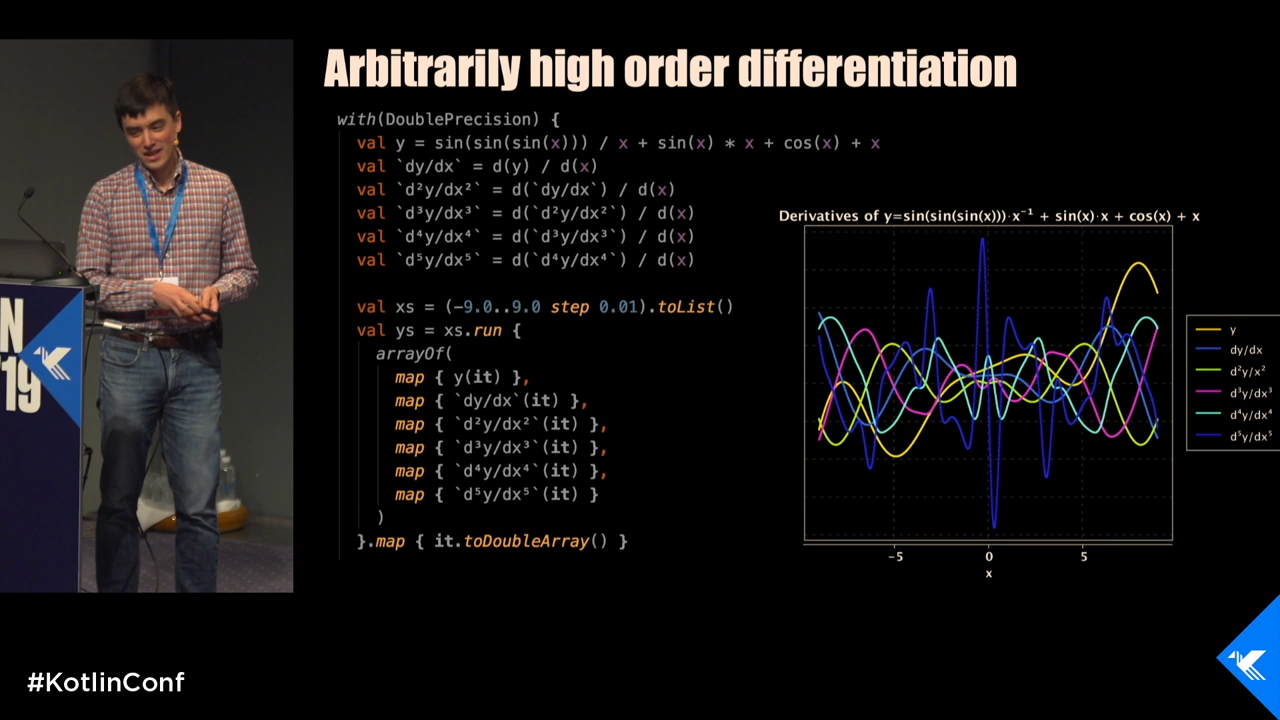 Arbitrarily high order differentiation
with(DoublePrecision) {
val y = sin(sin(sin(x))) / x + sin(x) * x + cos(x) + x
val `dy/dx` = d(y) / d(x)
val `d²y/dx²` = d(`dy/dx`) / d(x)
val `d³y/dx³` = d(`d²y/dx²`) / d(x)
val `d⁴y/dx⁴` = d(`d³y/dx³`) / d(x)
val `d⁵y/dx⁵` = d(`d⁴y/dx⁴`) / d(x)
val xs = (-9.0..9.0 step 0.01).toList()
val ys = xs.run {
arrayOf(
map { y(it) },
map { `dy/dx`(it) },
map { `d²y/dx²`(it) },
map { `d³y/dx³`(it) },
map { `d⁴y/dx⁴`(it) },
map { `d⁵y/dx⁵`(it) }
)
}.map { it.toDoubleArray() }
Derivatives of y=sin(sin(sin(x)))·x⁻¹ + sin(x)·x + cos(x) + x
y
dy/dx
d²y/x²
d³y/dx³
d⁴y/dx⁴
d⁵y/dx⁵
-5
0
5
x
N
'19
#KotlinConf